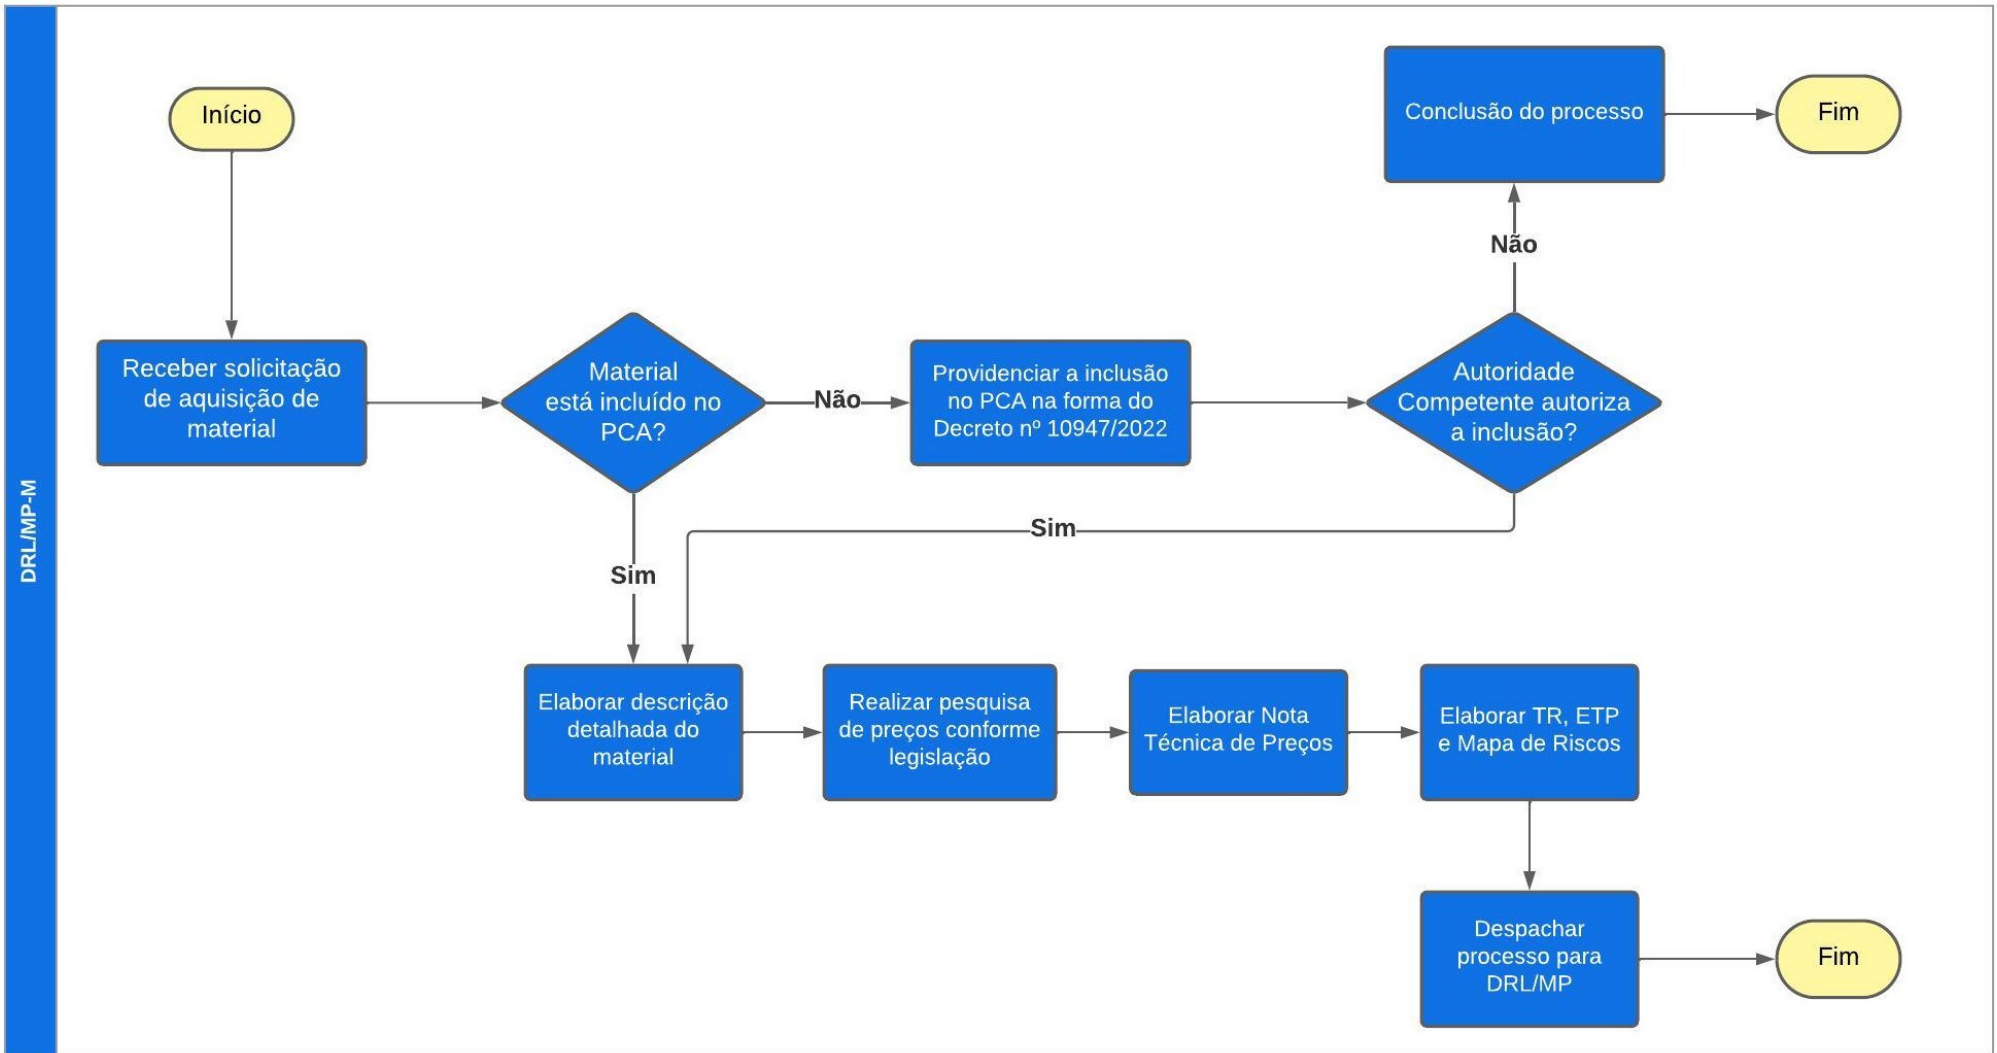 DRL/MP-M
Início
Receber solicitação
de aquisição de
material
Material
está incluído no
PCA?
Não
Providenciar a inclusão
no PCA na forma do
Decreto nº 10947/2022
Autoridade
Competente autoriza
a inclusão?
Não
Conclusão do processo
Fim
Sim
Sim
Elaborar descrição
detalhada do
material
Realizar pesquisa
de preços conforme
legislação
Elaborar Nota
Técnica de Preços
Elaborar TR, ETP
e Mapa de Riscos
Despachar
processo para
DRL/MP
Fim